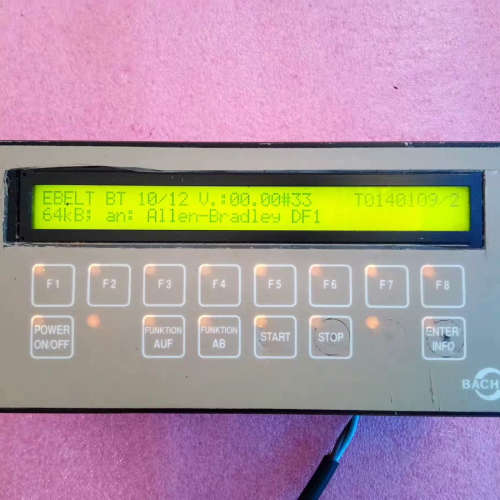 EBELT BT 10/12 V.:00.00#33 T0140109/2
64kB; an: Allen-Bradley DF1
F1 F2 F3 F4 F5 F6 F7 F8
POWER ON/OFF
FUNKTION AUF
FUNKTION AB
START
STOP
ENTER INFO
BACH